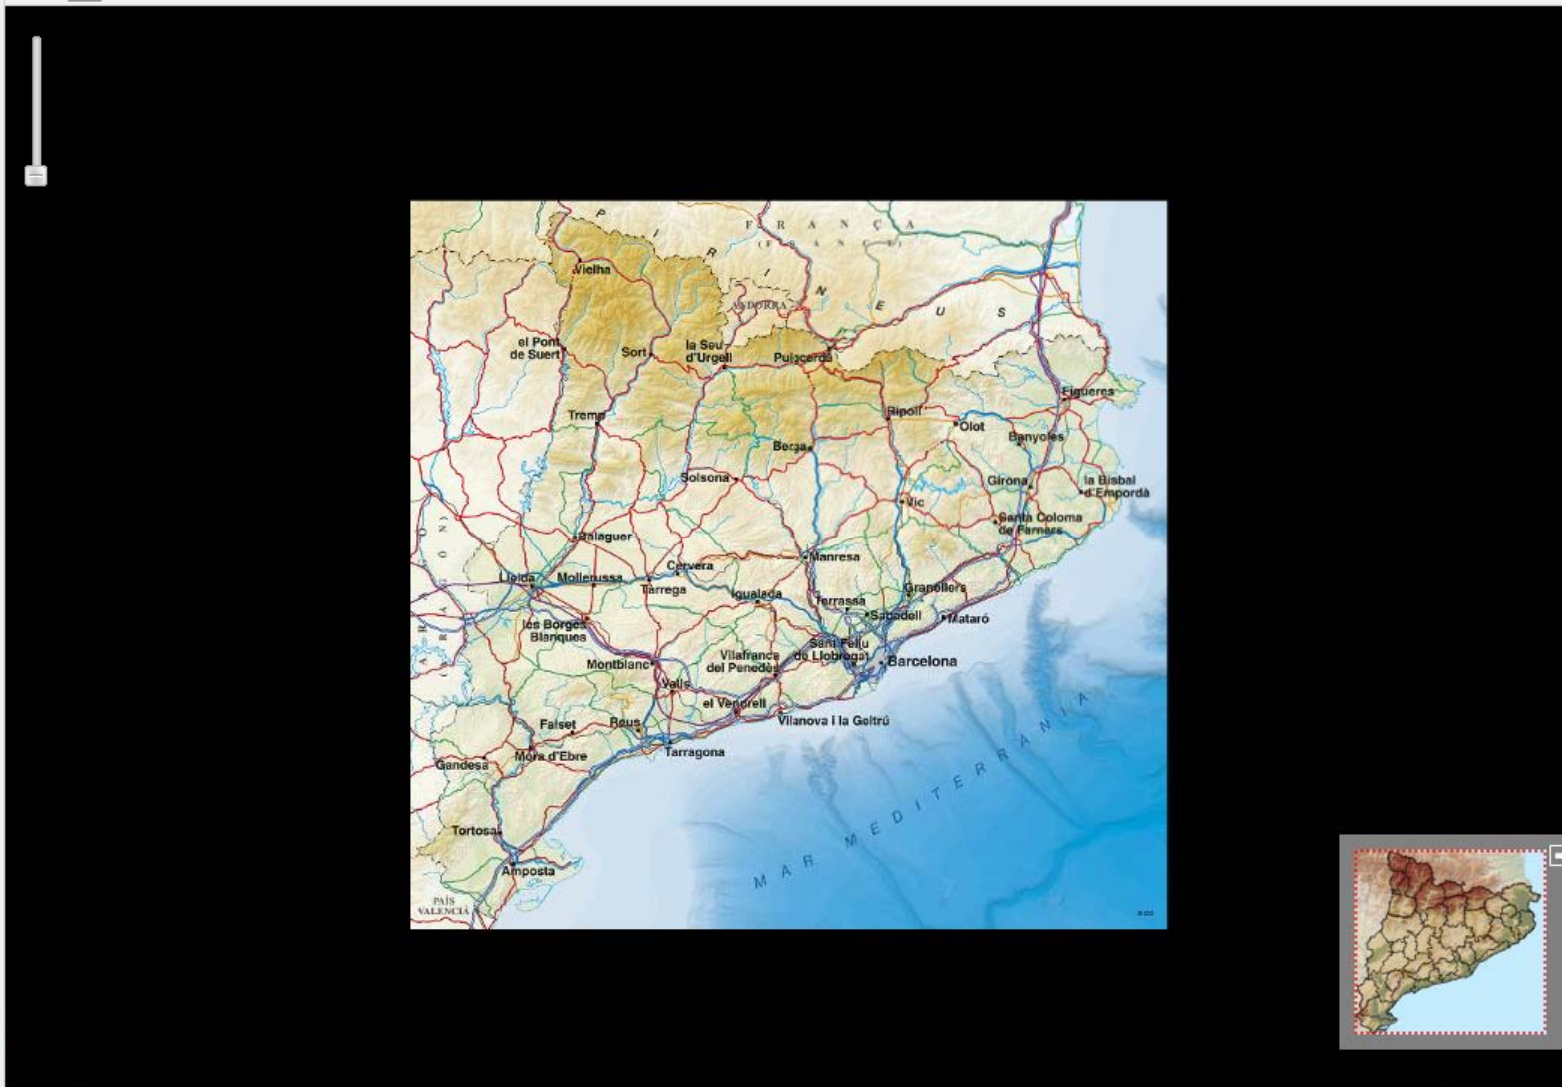 PIRINEUS
FRANÇA
(FRANCE)
Vielha
ANDORRA
el Pont
de Suert
Sort
la Seu
d'Urgell
Puigcerdà
Figueres
Tremp
Ripoll
Olot
Banyoles
Berga
Solsona
Girona
la Bisbal
d'Empordà
Vic
Santa Coloma
de Farners
Balaguer
Manresa
Cervera
Lleida
Mollerussa
Tàrrega
Igualada
Granollers
Terrassa
Sabadell
Mataró
les Borges
Blanques
Sant Feliu
de Llobregat
Montblanc
Vilafranca
del Penedès
Barcelona
Valls
el Vendrell
Vilanova i la Geltrú
Falset
Reus
Móra d'Ebre
Tarragona
Gandesa
MAR MEDITERRANIA
Tortosa
Amposta
PAÍS
VALENCIÀ